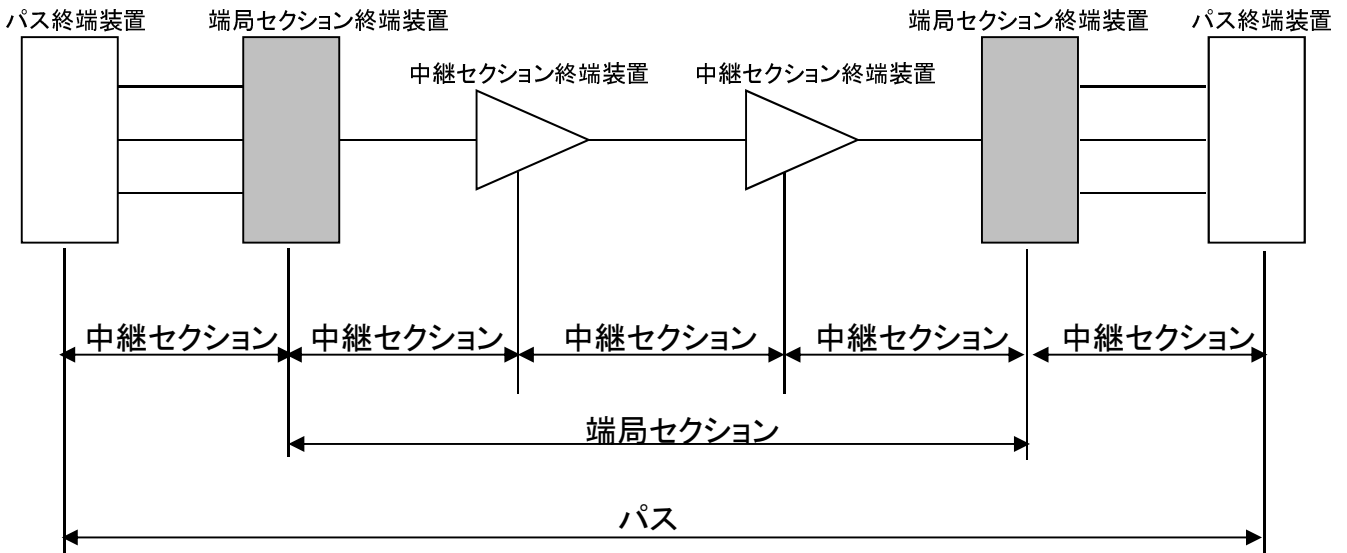 パス終端装置
端局セクション終端装置
端局セクション終端装置
パス終端装置
中継セクション終端装置
中継セクション終端装置
中継セクション
中継セクション
中継セクション
中継セクション
中継セクション
端局セクション
パス